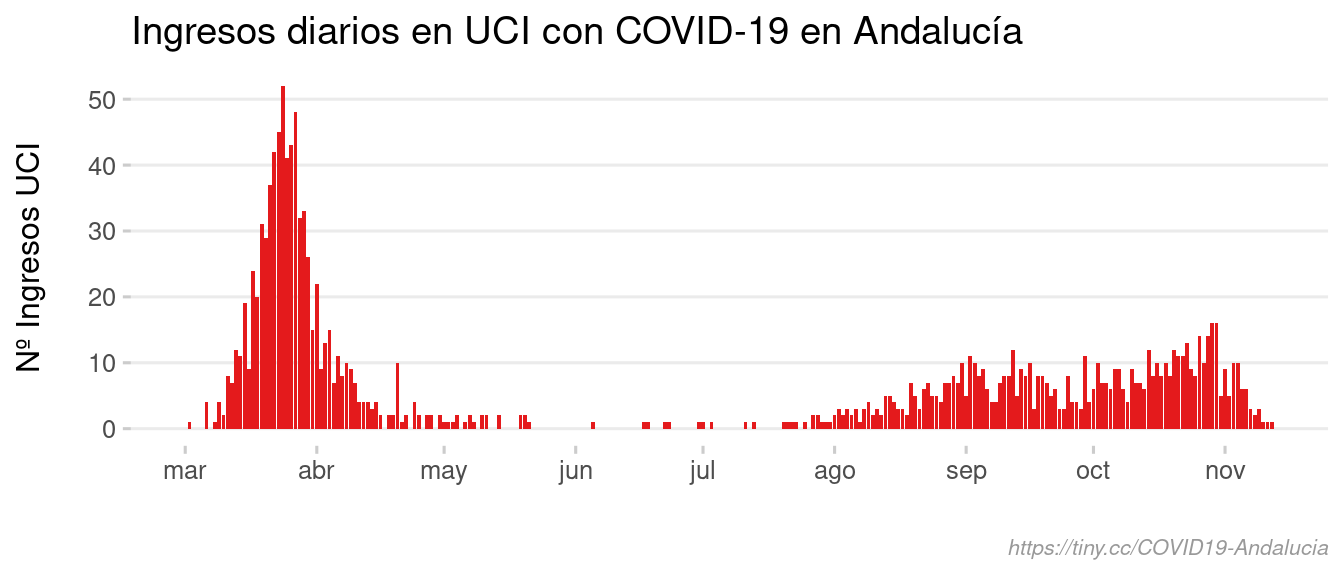 Ingresos diarios en UCI con COVID-19 en Andalucía
Nº Ingresos UCI
50
40
30
20
10
0
mar abr may jun jul ago sep oct nov
https://tiny.cc/COVID19-Andalucia